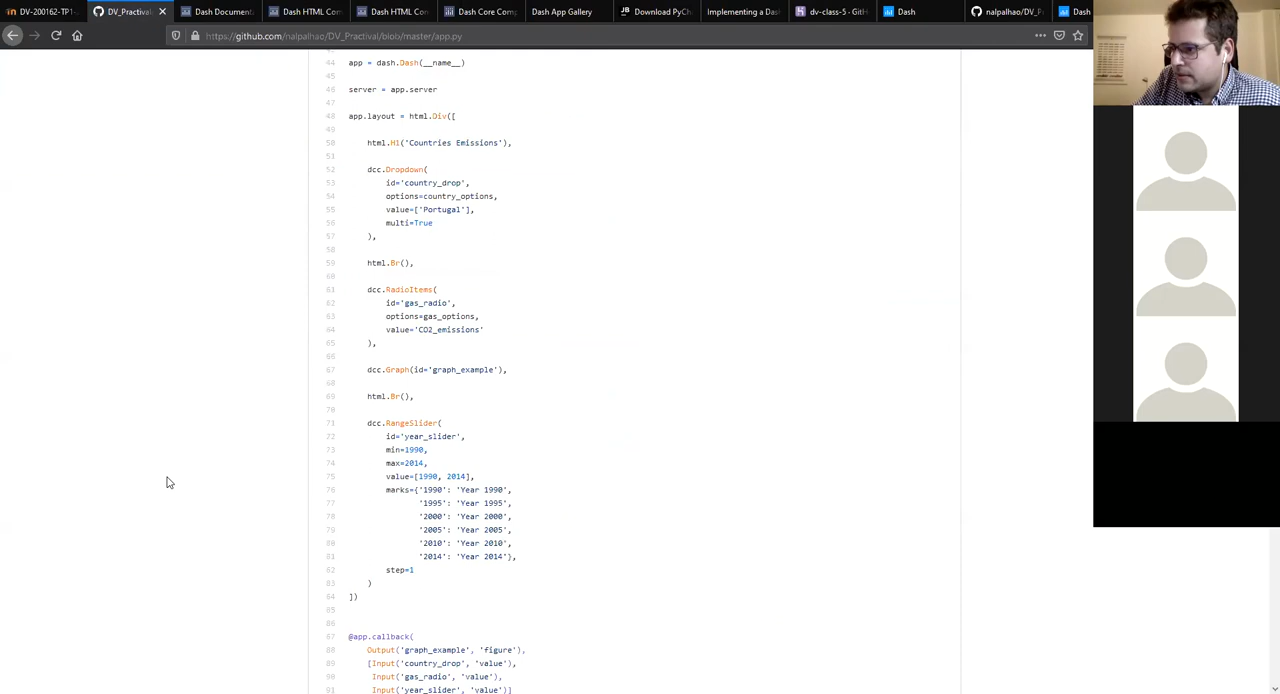 DV-200162-TP1-
DV_Practival
Dash Documenta
Dash HTML Com
Dash HTML Con
Dash Core Comp
Dash App Gallery
Download PyCh
Implementing a Dash
dv-class-5 - GitHu
Dash
nalpalhao/DV_Pr
Dash
https://github.com/nalpalhao/DV_Practival/blob/master/app.py
44 app = dash.Dash(__name__)
45
46 server = app.server
47
48 app.layout = html.Div([
49
50 html.H1('Countries Emissions'),
51
52 dcc.Dropdown(
53 id='country_drop',
54 options=country_options,
55 value=['Portugal'],
56 multi=True
57 ),
58
59 html.Br(),
60
61 dcc.RadioItems(
62 id='gas_radio',
63 options=gas_options,
64 value='CO2_emissions'
65 ),
66
67 dcc.Graph(id='graph_example'),
68
69 html.Br(),
70
71 dcc.RangeSlider(
72 id='year_slider',
73 min=1990,
74 max=2014,
75 value=[1990, 2014],
76 marks={'1990': 'Year 1990',
77 '1995': 'Year 1995',
78 '2000': 'Year 2000',
79 '2005': 'Year 2005',
80 '2010': 'Year 2010',
81 '2014': 'Year 2014'},
82 step=1
83 )
84 ])
85
86
87 @app.callback(
88 Output('graph_example', 'figure'),
89 [Input('country_drop', 'value'),
90 Input('gas_radio', 'value'),
91 Input('year_slider', 'value')]